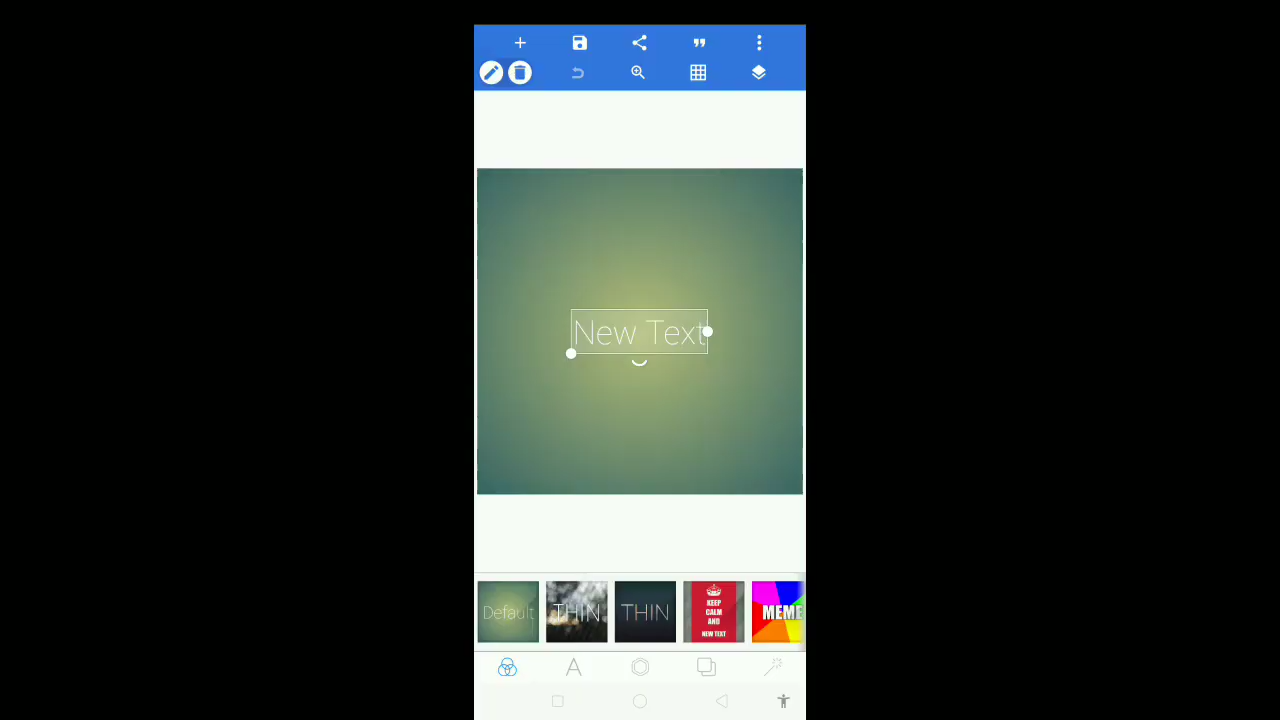 New Text
Default
THIN
THIN
KEEP
CALM
AND
NEW TEXT
MEME